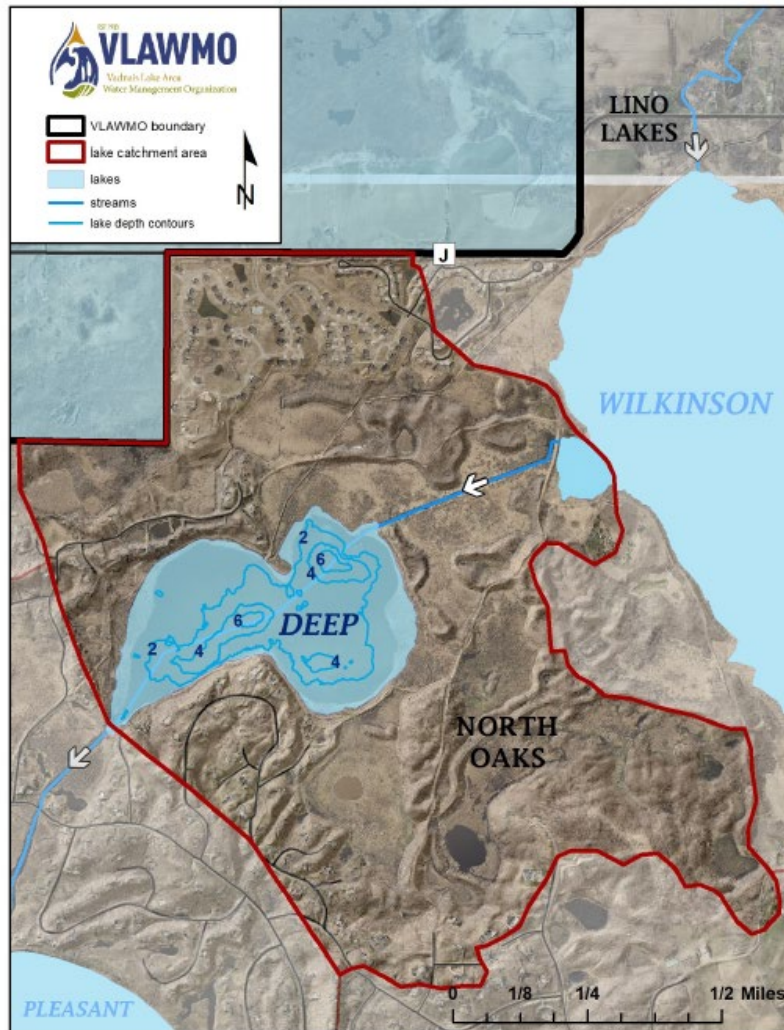 EST 1983
VLAWMO
Vadnais Lake Area
Water Management Organization
VLAWMO boundary
lake catchment area
lakes
streams
lake depth contours
N
LINO
LAKES
J
WILKINSON
2
6
4
6
DEEP
2
4
4
NORTH
OAKS
PLEASANT
0 1/8 1/4 1/2 Miles